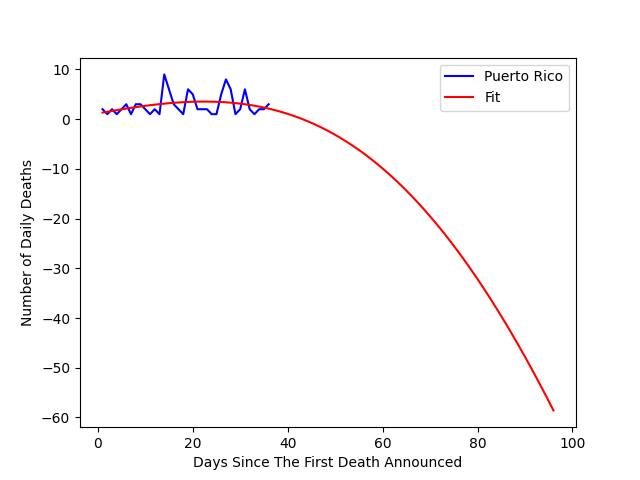 Puerto Rico
Fit
10
0
−10
−20
−30
−40
−50
−60
Number of Daily Deaths
0 20 40 60 80 100
Days Since The First Death Announced